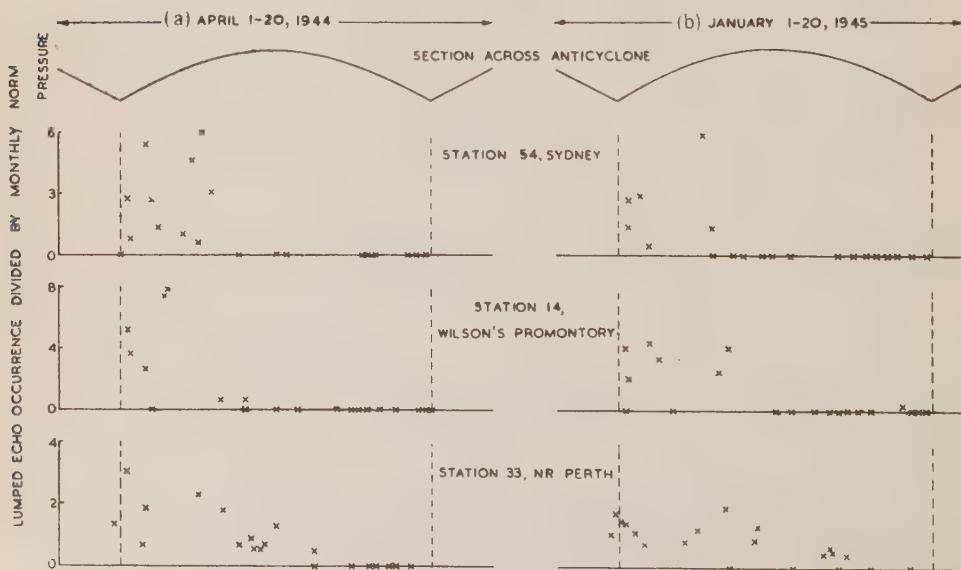 (a) APRIL 1-20, 1944
(b) JANUARY 1-20, 1945
PRESSURE
SECTION ACROSS ANTICYCLONE
LUMPED ECHO OCCURRENCE DIVIDED BY MONTHLY NORM
6
3
0
STATION 54, SYDNEY
8
4
0
STATION 14,
WILSON'S PROMONTORY
4
2
0
STATION 33, NR PERTH